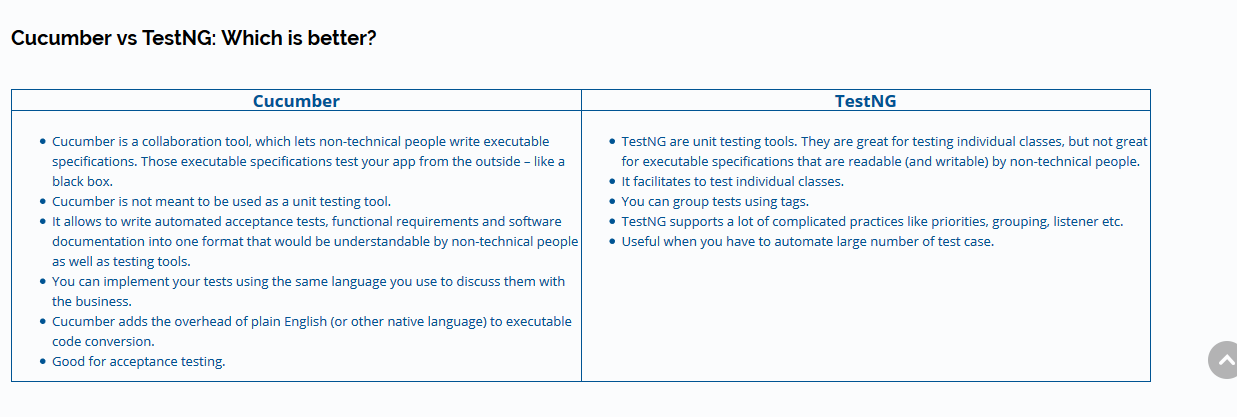 Cucumber vs TestNG: Which is better?
Cucumber
• Cucumber is a collaboration tool, which lets non-technical people write executable
specifications. Those executable specifications test your app from the outside – like a
black box.
• Cucumber is not meant to be used as a unit testing tool.
• It allows to write automated acceptance tests, functional requirements and software
documentation into one format that would be understandable by non-technical people
as well as testing tools.
• You can implement your tests using the same language you use to discuss them with
the business.
• Cucumber adds the overhead of plain English (or other native language) to executable
code conversion.
• Good for acceptance testing.
TestNG
• TestNG are unit testing tools. They are great for testing individual classes, but not great
for executable specifications that are readable (and writable) by non-technical people.
• It facilitates to test individual classes.
• You can group tests using tags.
• TestNG supports a lot of complicated practices like priorities, grouping, listener etc.
• Useful when you have to automate large number of test case.